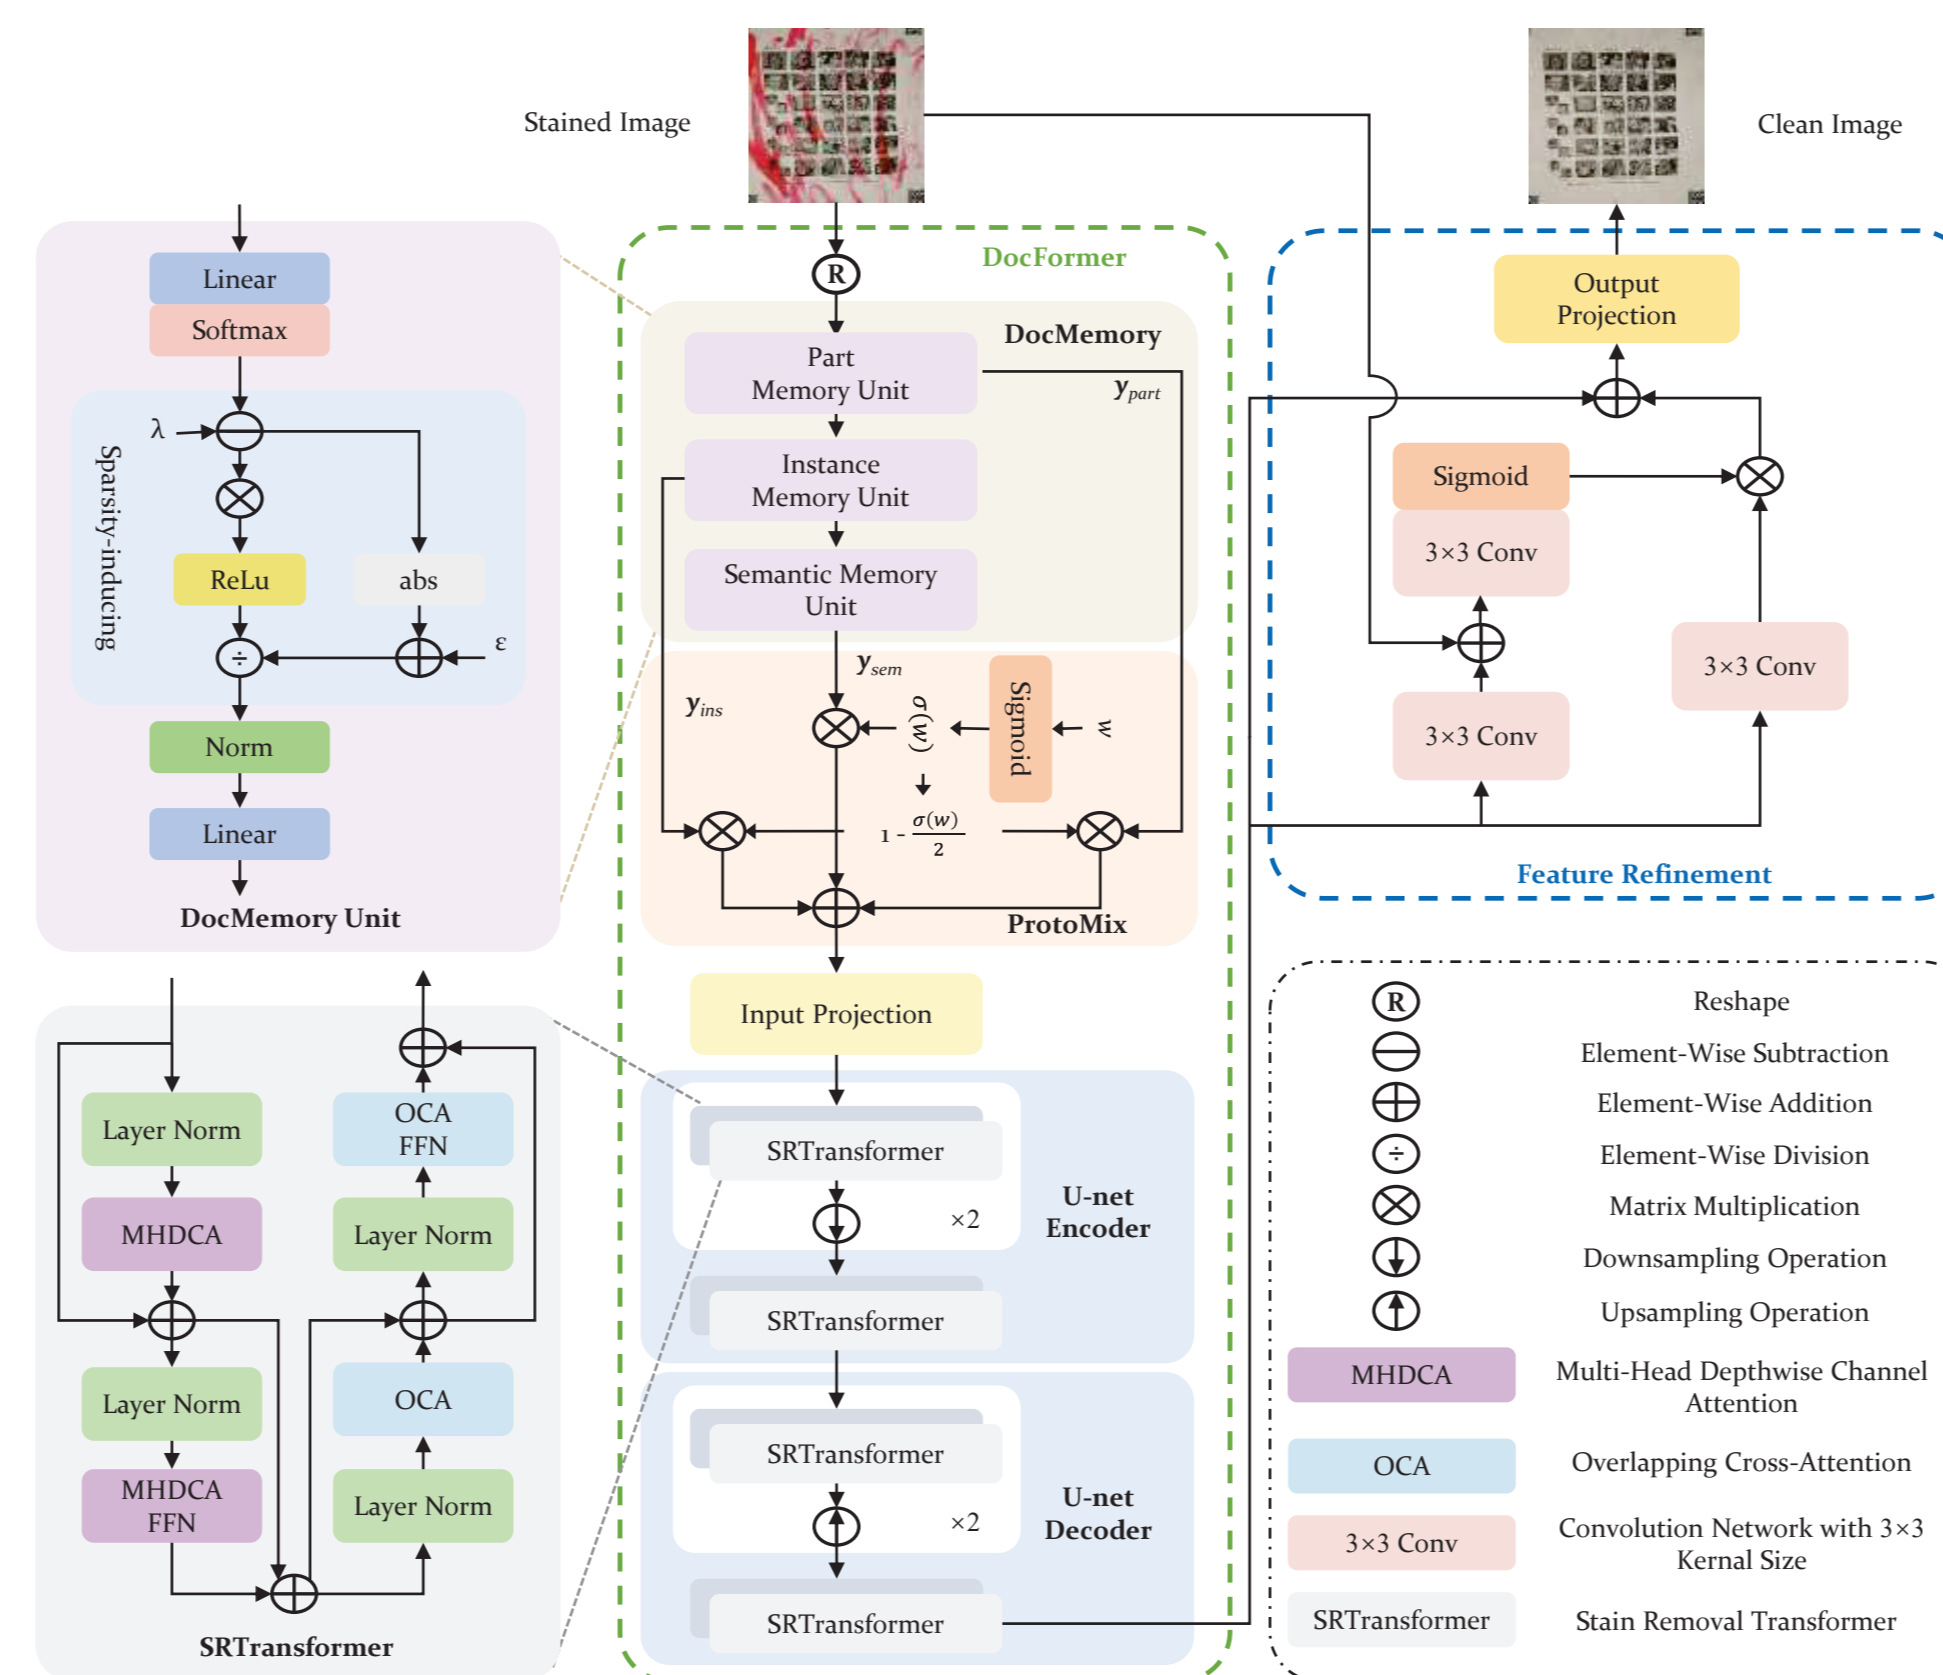 Stained Image
Clean Image
Linear
Softmax
λ
Sparsity-inducing
ReLu
abs
ε
÷
Norm
Linear
DocMemory Unit
DocFormer
R
DocMemory
Part
Memory Unit
y_part
Instance
Memory Unit
Semantic Memory
Unit
y_sem
y_ins
σ(w)
Sigmoid
w
1 - σ(w)/2
ProtoMix
Input Projection
SRTransformer
×2
U-net
Encoder
SRTransformer
SRTransformer
×2
U-net
Decoder
SRTransformer
Output
Projection
Sigmoid
3×3 Conv
3×3 Conv
3×3 Conv
Feature Refinement
Layer Norm
MHDCA
Layer Norm
MHDCA
FFN
OCA
FFN
Layer Norm
OCA
Layer Norm
SRTransformer
R Reshape
Element-Wise Subtraction
Element-Wise Addition
÷ Element-Wise Division
Matrix Multiplication
Downsampling Operation
Upsampling Operation
MHDCA Multi-Head Depthwise Channel
Attention
OCA Overlapping Cross-Attention
3×3 Conv Convolution Network with 3×3
Kernal Size
SRTransformer Stain Removal Transformer